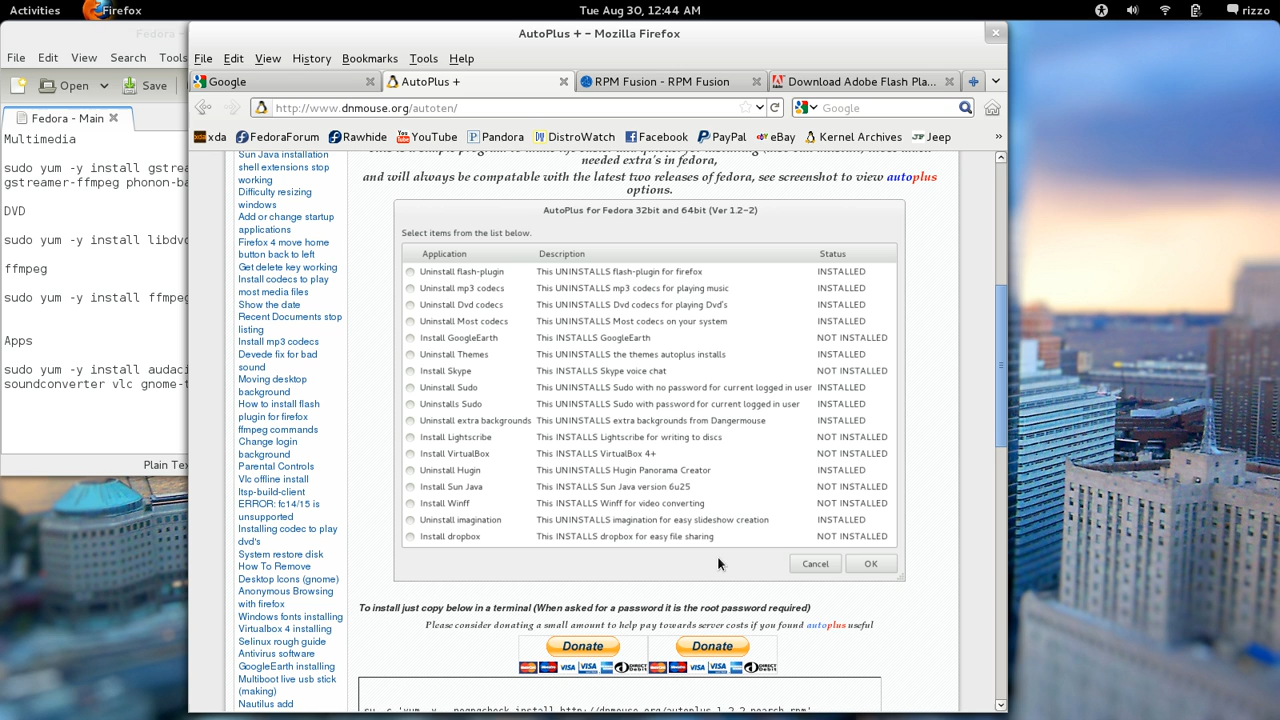 Activities Firefox Tue Aug 30, 12:44 AM rizzo
Fedora -
File Edit View Search Tools
Open Save
Fedora - Main
Multimedia
sudo yum -y install gstre
gstreamer-ffmpeg phonon-ba
DVD
sudo yum -y install libdvc
ffmpeg
sudo yum -y install ffmpeg
Apps
sudo yum -y install audaci
soundconverter vlc gnome-t
Plain Tex
AutoPlus + - Mozilla Firefox
File Edit View History Bookmarks Tools Help
Google AutoPlus + RPM Fusion - RPM Fusion Download Adobe Flash Pla...
http://www.dnmouse.org/autoten/ Google
xda FedoraForum Rawhide YouTube Pandora DistroWatch Facebook PayPal eBay Kernel Archives Jeep »
Sun Java installation
shell extensions stop
working
Difficulty resizing
windows
Add or change startup
applications
Firefox 4 move home
button back to left
Get delete key working
Install codecs to play
most media files
Show the date
Recent Documents stop
listing
Install mp3 codecs
Devede fix for bad
sound
Moving desktop
background
How to install flash
plugin for firefox
ffmpeg commands
Change login
background
Parental Controls
Vlc offline install
ltsp-build-client
ERROR: fc14/15 is
unsupported
Installing codec to play
dvd's
System restore disk
How To Remove
Desktop Icons (gnome)
Anonymous Browsing
with firefox
Windows fonts installing
Virtualbox 4 installing
Selinux rough guide
Antivirus software
GoogleEarth installing
Multiboot live usb stick
(making)
Nautilus add
needed extra's in fedora,
and will always be compatable with the latest two releases of fedora, see screenshot to view autoplus
options.
AutoPlus for Fedora 32bit and 64bit (Ver 1.2-2)
Select items from the list below.
Application Description Status
Uninstall flash-plugin This UNINSTALLS flash-plugin for firefox INSTALLED
Uninstall mp3 codecs This UNINSTALLS mp3 codecs for playing music INSTALLED
Uninstall Dvd codecs This UNINSTALLS Dvd codecs for playing Dvd's INSTALLED
Uninstall Most codecs This UNINSTALLS Most codecs on your system INSTALLED
Install GoogleEarth This UNINSTALLS GoogleEarth NOT INSTALLED
Uninstall Themes This UNINSTALLS the themes autoplus installs INSTALLED
Install Skype This UNINSTALLS Skype voice chat NOT INSTALLED
Uninstall Sudo This UNINSTALLS Sudo with no password for current logged in user INSTALLED
Uninstalls Sudo This UNINSTALLS Sudo with password for current logged in user INSTALLED
Uninstall extra backgrounds This UNINSTALLS extra backgrounds from Dangermouse INSTALLED
Install Lightscribe This INSTALLS Lightscribe for writing to discs NOT INSTALLED
Install VirtualBox This INSTALLS VirtualBox 4+ NOT INSTALLED
Uninstall Hugin This UNINSTALLS Hugin Panorama Creator INSTALLED
Install Sun Java This INSTALLS Sun Java version 6u25 NOT INSTALLED
Install Winff This INSTALLS Winff for video converting NOT INSTALLED
Uninstall imagination This UNINSTALLS imagination for easy slideshow creation INSTALLED
Install dropbox This INSTALLS dropbox for easy file sharing NOT INSTALLED
Cancel OK
To install just copy below in a terminal (When asked for a password it is the root password required)
Please consider donating a small amount to help pay towards server costs if you found autoplus useful
Donate Donate